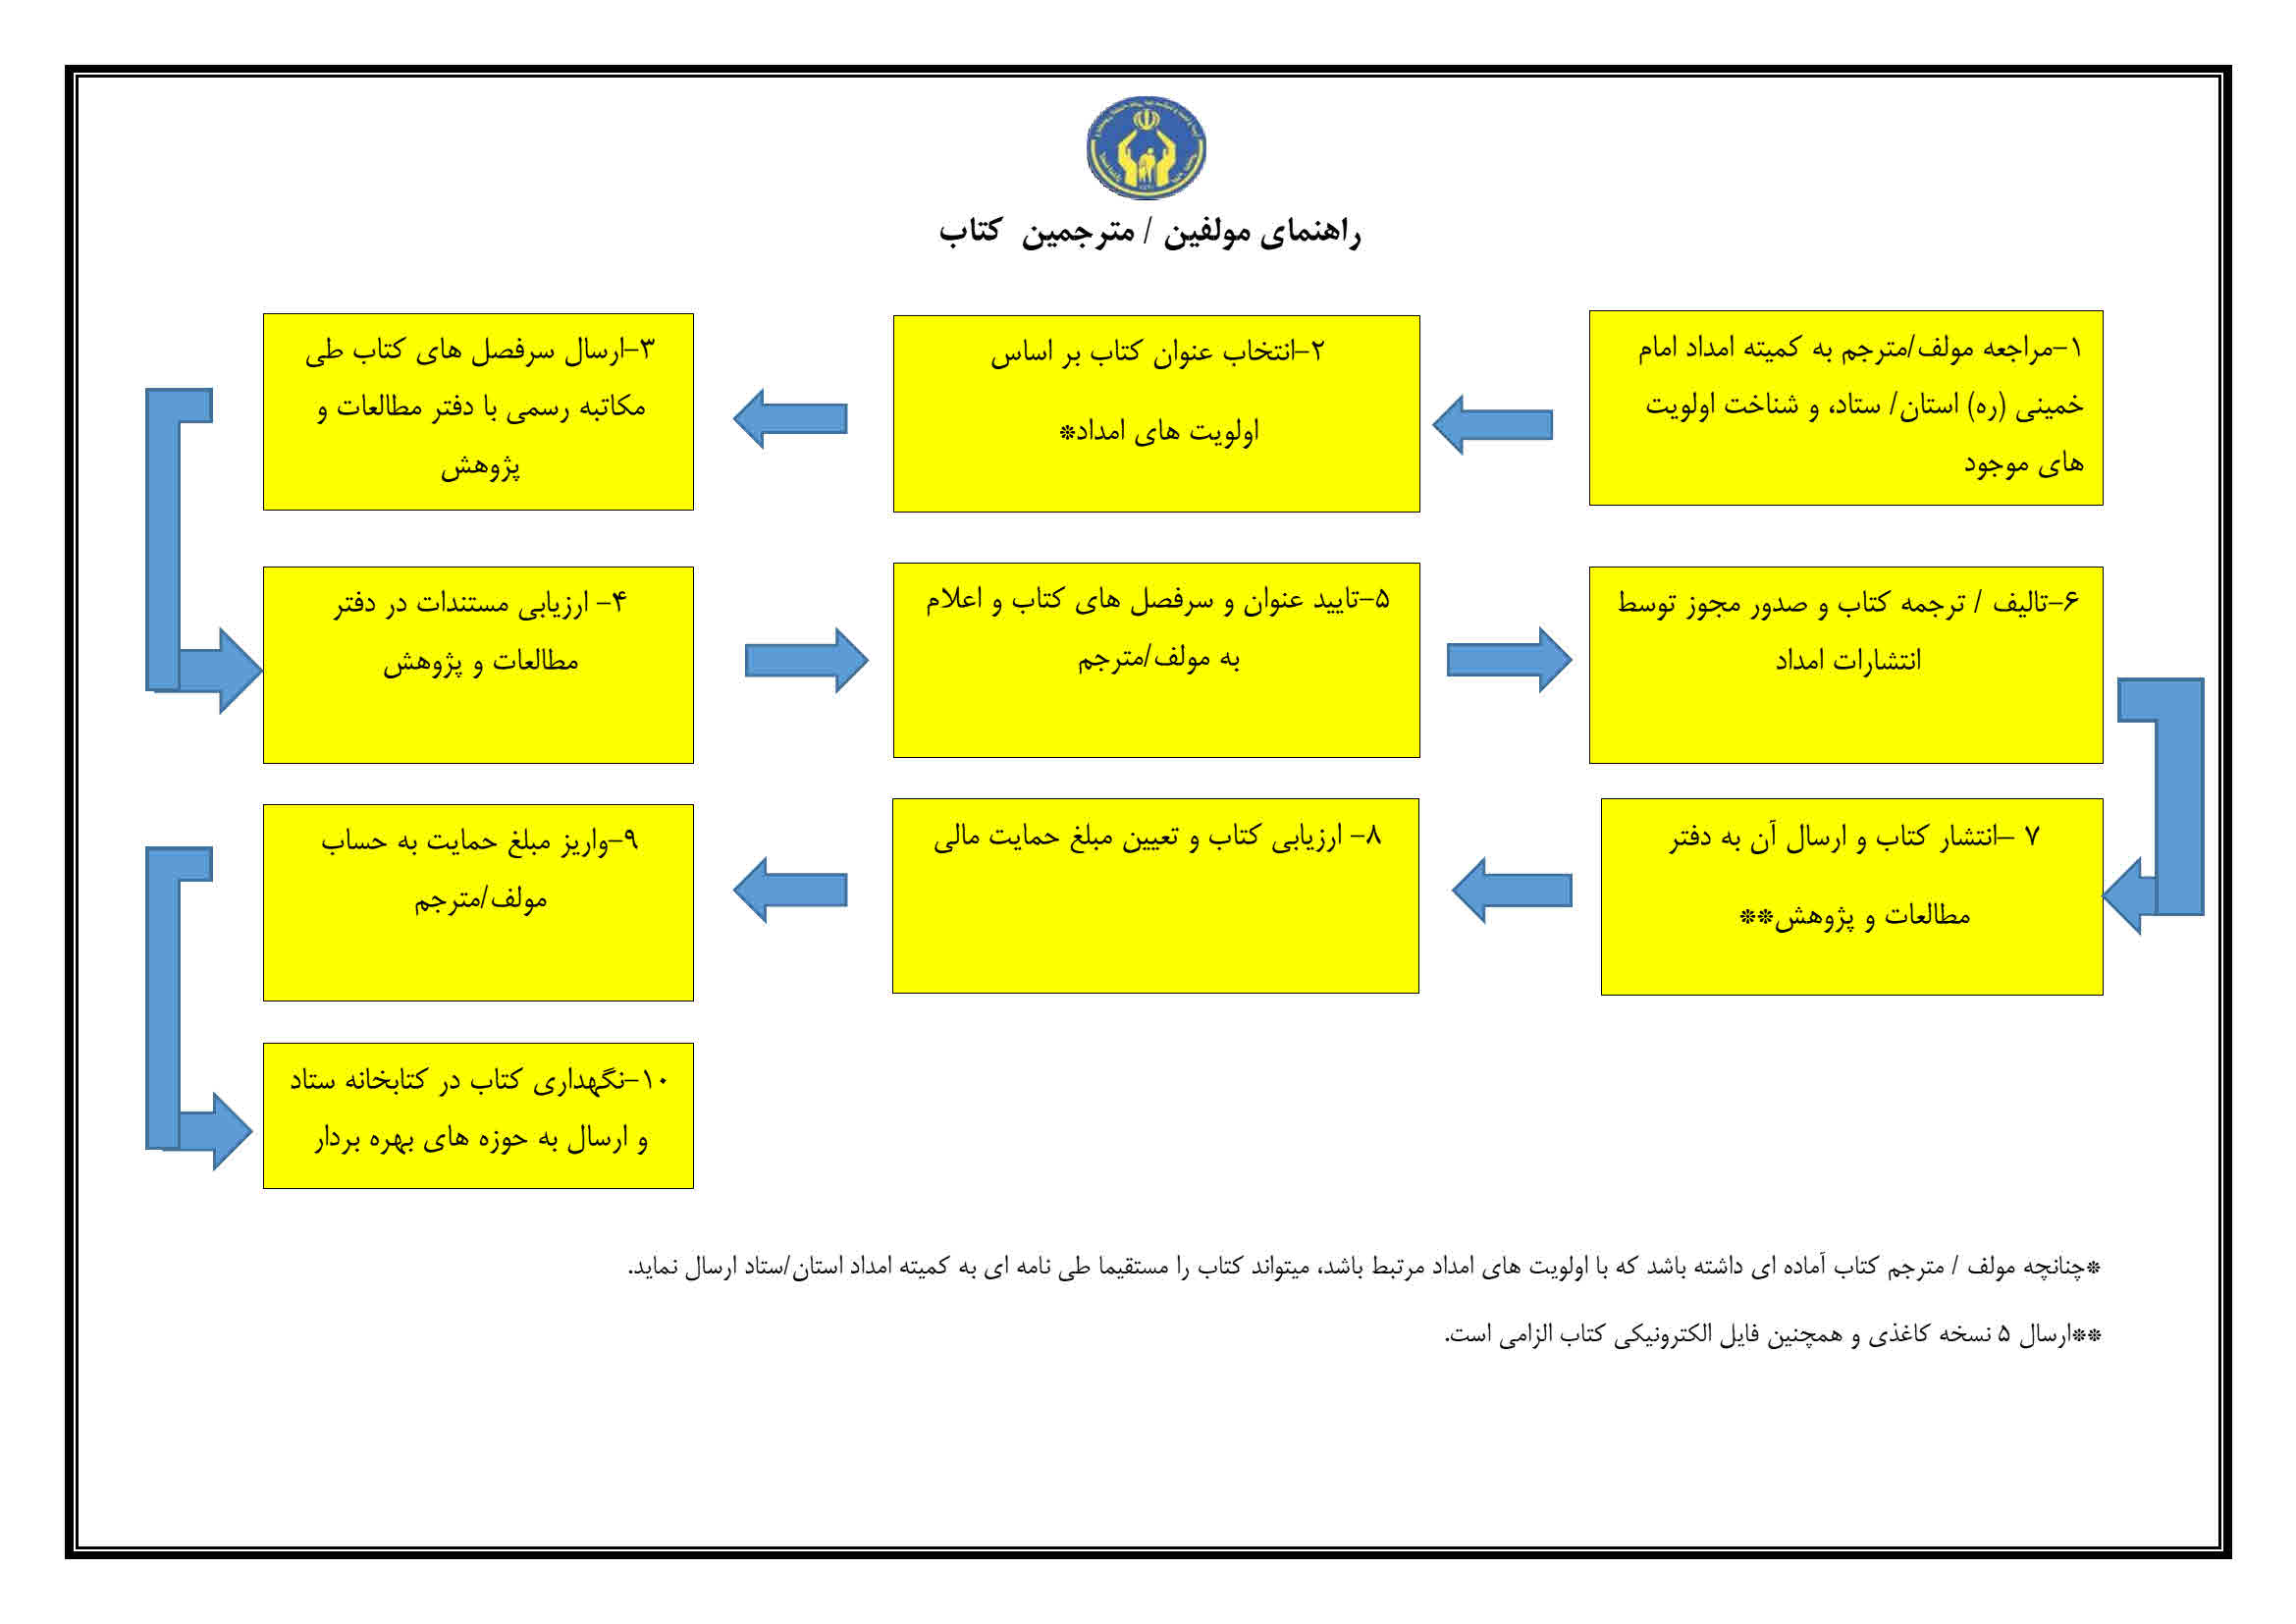 راهنمای مولفین / مترجمین کتاب
۱-مراجعه مولف/مترجم به کمیته امداد امام
خمینی (ره) استان/ ستاد، و شناخت اولویت
های موجود
۲-انتخاب عنوان کتاب بر اساس
اولویت های امداد*
۳-ارسال سرفصل های کتاب طی
مکاتبه رسمی با دفتر مطالعات و
پژوهش
۴- ارزیابی مستندات در دفتر
مطالعات و پژوهش
۵-تایید عنوان و سرفصل های کتاب و اعلام
به مولف/مترجم
۶-تالیف / ترجمه کتاب و صدور مجوز توسط
انتشارات امداد
۷ –انتشار کتاب و ارسال آن به دفتر
مطالعات و پژوهش**
۸- ارزیابی کتاب و تعیین مبلغ حمایت مالی
۹-واریز مبلغ حمایت به حساب
مولف/مترجم
۱۰-نگهداری کتاب در کتابخانه ستاد
و ارسال به حوزه های بهره بردار
*چنانچه مولف / مترجم کتاب آماده ای داشته باشد که با اولویت های امداد مرتبط باشد، میتواند کتاب را مستقیما طی نامه ای به کمیته امداد استان/ستاد ارسال نماید.
**ارسال ۵ نسخه کاغذی و همچنین فایل الکترونیکی کتاب الزامی است.